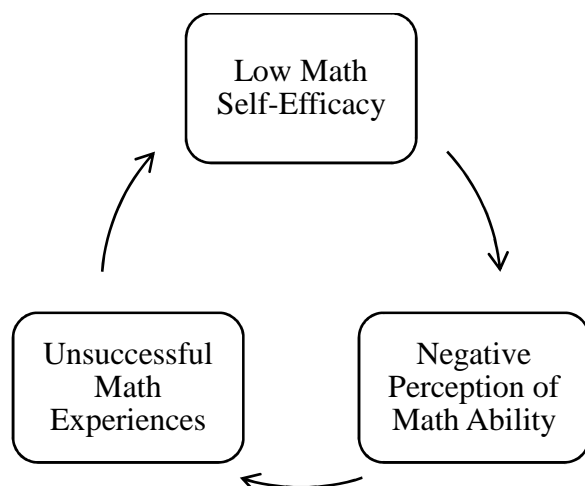 Low Math
Self-Efficacy
Unsuccessful
Math
Experiences
Negative
Perception of
Math Ability